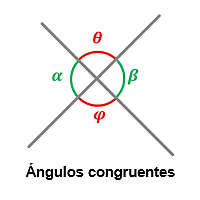 θ
α β
φ
Ángulos congruentes